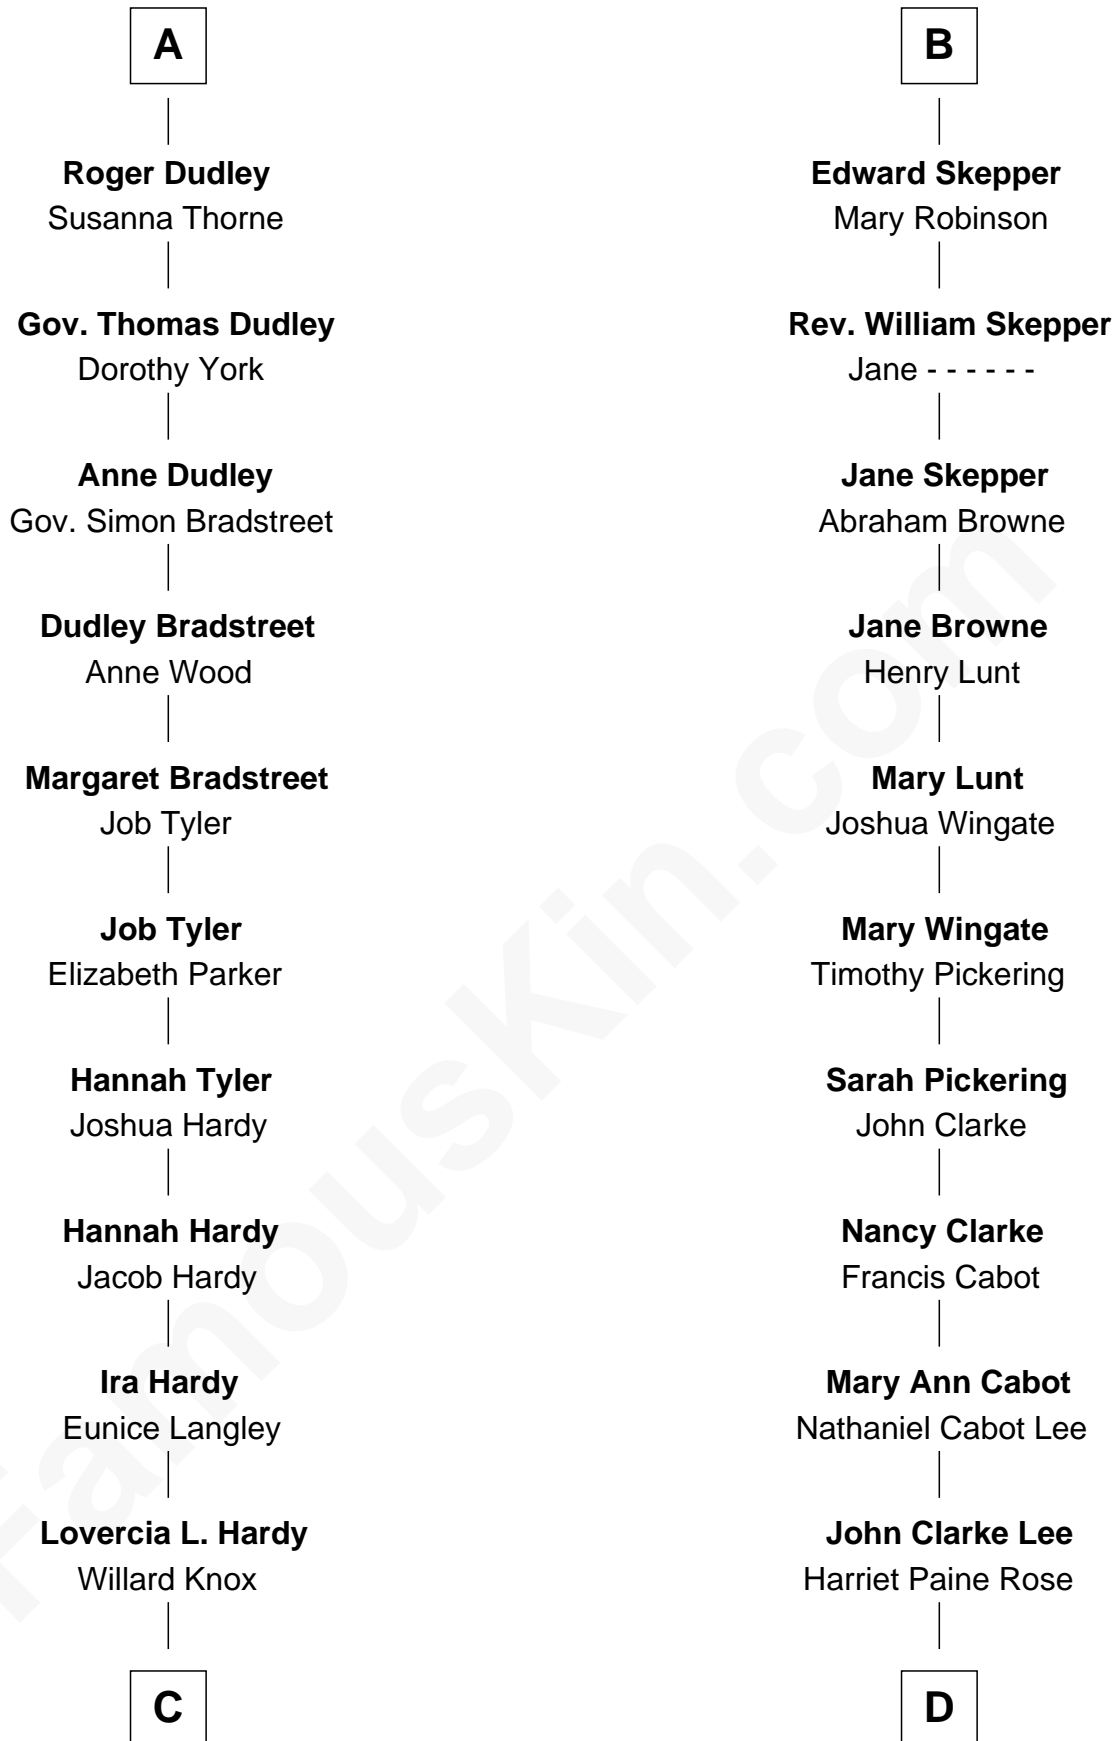 A
Roger Dudley
Susanna Thorne
Gov. Thomas Dudley
Dorothy York
Anne Dudley
Gov. Simon Bradstreet
Dudley Bradstreet
Anne Wood
Margaret Bradstreet
Job Tyler
Job Tyler
Elizabeth Parker
Hannah Tyler
Joshua Hardy
Hannah Hardy
Jacob Hardy
Ira Hardy
Eunice Langley
Lovercia L. Hardy
Willard Knox
C
B
Edward Skepper
Mary Robinson
Rev. William Skepper
Jane - - - - - -
Jane Skepper
Abraham Browne
Jane Browne
Henry Lunt
Mary Lunt
Joshua Wingate
Mary Wingate
Timothy Pickering
Sarah Pickering
John Clarke
Nancy Clarke
Francis Cabot
Mary Ann Cabot
Nathaniel Cabot Lee
John Clarke Lee
Harriet Paine Rose
D
FamousKin.com